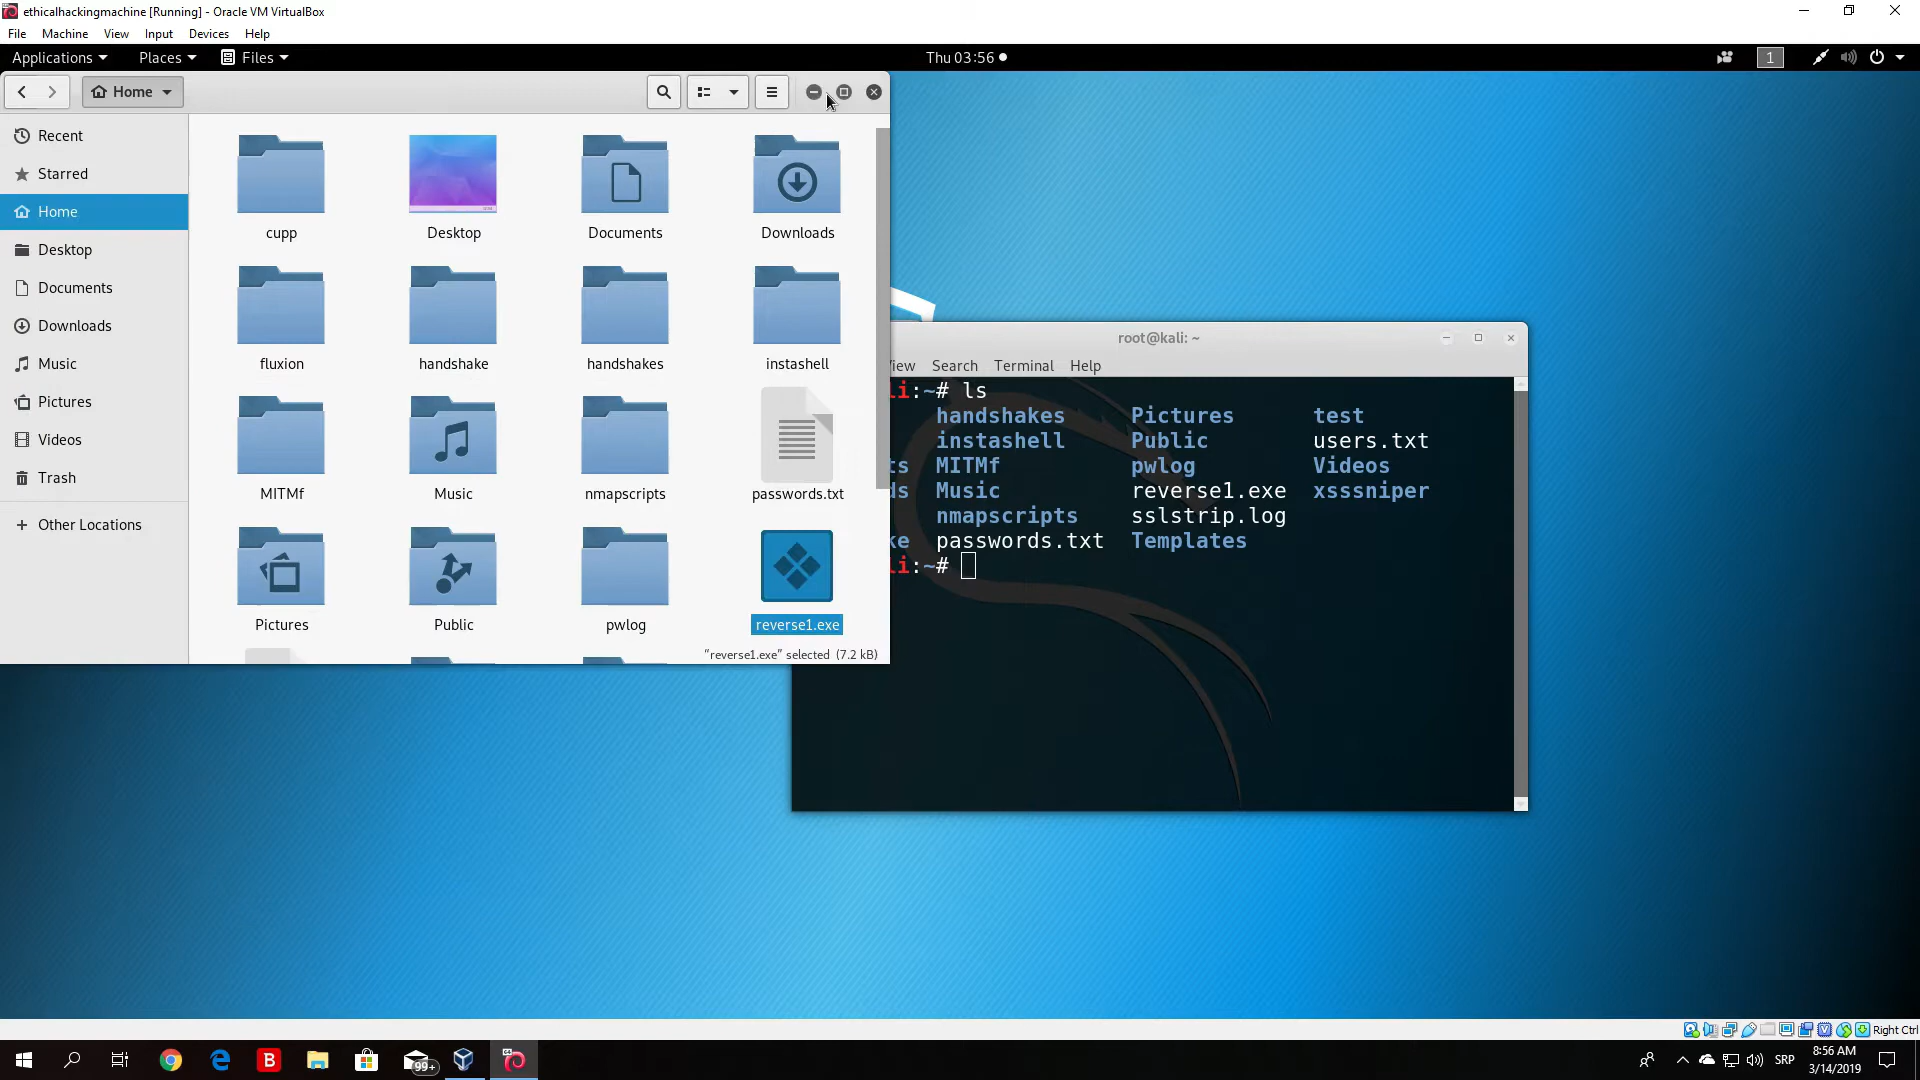 ethicalhackingmachine [Running] - Oracle VM VirtualBox
File Machine View Input Devices Help
Applications Places Files Thu 03:56 1
Home
Recent
Starred
Home
Desktop
Documents
Downloads
Music
Pictures
Videos
Trash
Other Locations
cupp Desktop Documents Downloads
fluxion handshake handshakes instashell
MITMf Music nmapscripts passwords.txt
Pictures Public pwlog reverse1.exe
“reverse1.exe” selected (7.2 kB)
root@kali: ~
View Search Terminal Help
li:~# ls
handshakes Pictures test
instashell Public users.txt
ts MITMf pwlog Videos
ds Music reverse1.exe xsssniper
nmapscripts sslstrip.log
ke passwords.txt Templates
li:~#
Right Ctrl
B 99+ 64 SRP 8:56 AM
3/14/2019